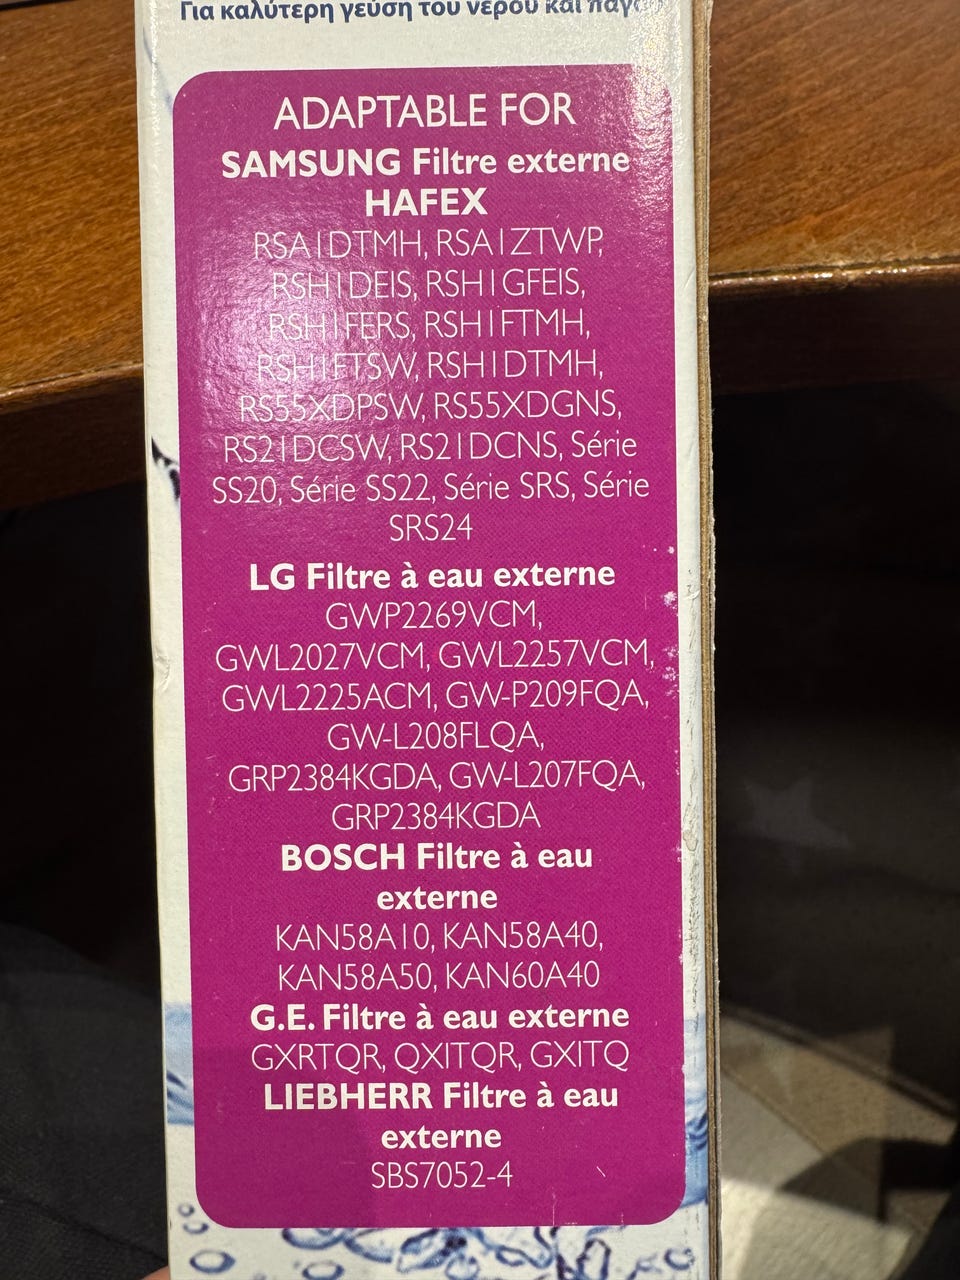 Για καλύτερη γεύση του νερού και πάγου
ADAPTABLE FOR
SAMSUNG Filtre externe
HAFEX
RSA1DTMH, RSA1ZTWP,
RSH1DEIS, RSH1GFEIS,
RSH1FERS, RSH1FTMH,
RSH1FTSW, RSH1DTMH,
RS55XDPSW, RS55XDGNS,
RS21DCSW, RS21DCNS, Série
SS20, Série SS22, Série SRS, Série
SRS24
LG Filtre à eau externe
GWP2269VCM,
GWL2027VCM, GWL2257VCM,
GWL2225ACM, GW-P209FQA,
GW-L208FLQA,
GRP2384KGDA, GW-L207FQA,
GRP2384KGDA
BOSCH Filtre à eau
externe
KAN58A10, KAN58A40,
KAN58A50, KAN60A40
G.E. Filtre à eau externe
GXRTQR, QXITQR, GXITQ
LIEBHERR Filtre à eau
externe
SBS7052-4